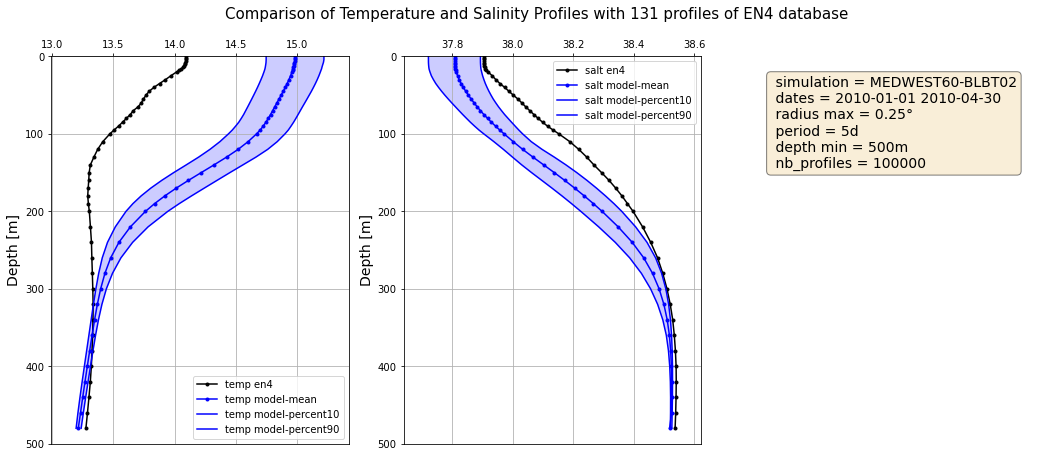 Comparison of Temperature and Salinity Profiles with 131 profiles of EN4 database
13.0 13.5 14.0 14.5 15.0
0
100
200
300
400
500
Depth [m]
temp en4
temp model-mean
temp model-percent10
temp model-percent90
37.8 38.0 38.2 38.4 38.6
0
100
200
300
400
500
Depth [m]
salt en4
salt model-mean
salt model-percent10
salt model-percent90
simulation = MEDWEST60-BLBT02
dates = 2010-01-01 2010-04-30
radius max = 0.25°
period = 5d
depth min = 500m
nb_profiles = 100000